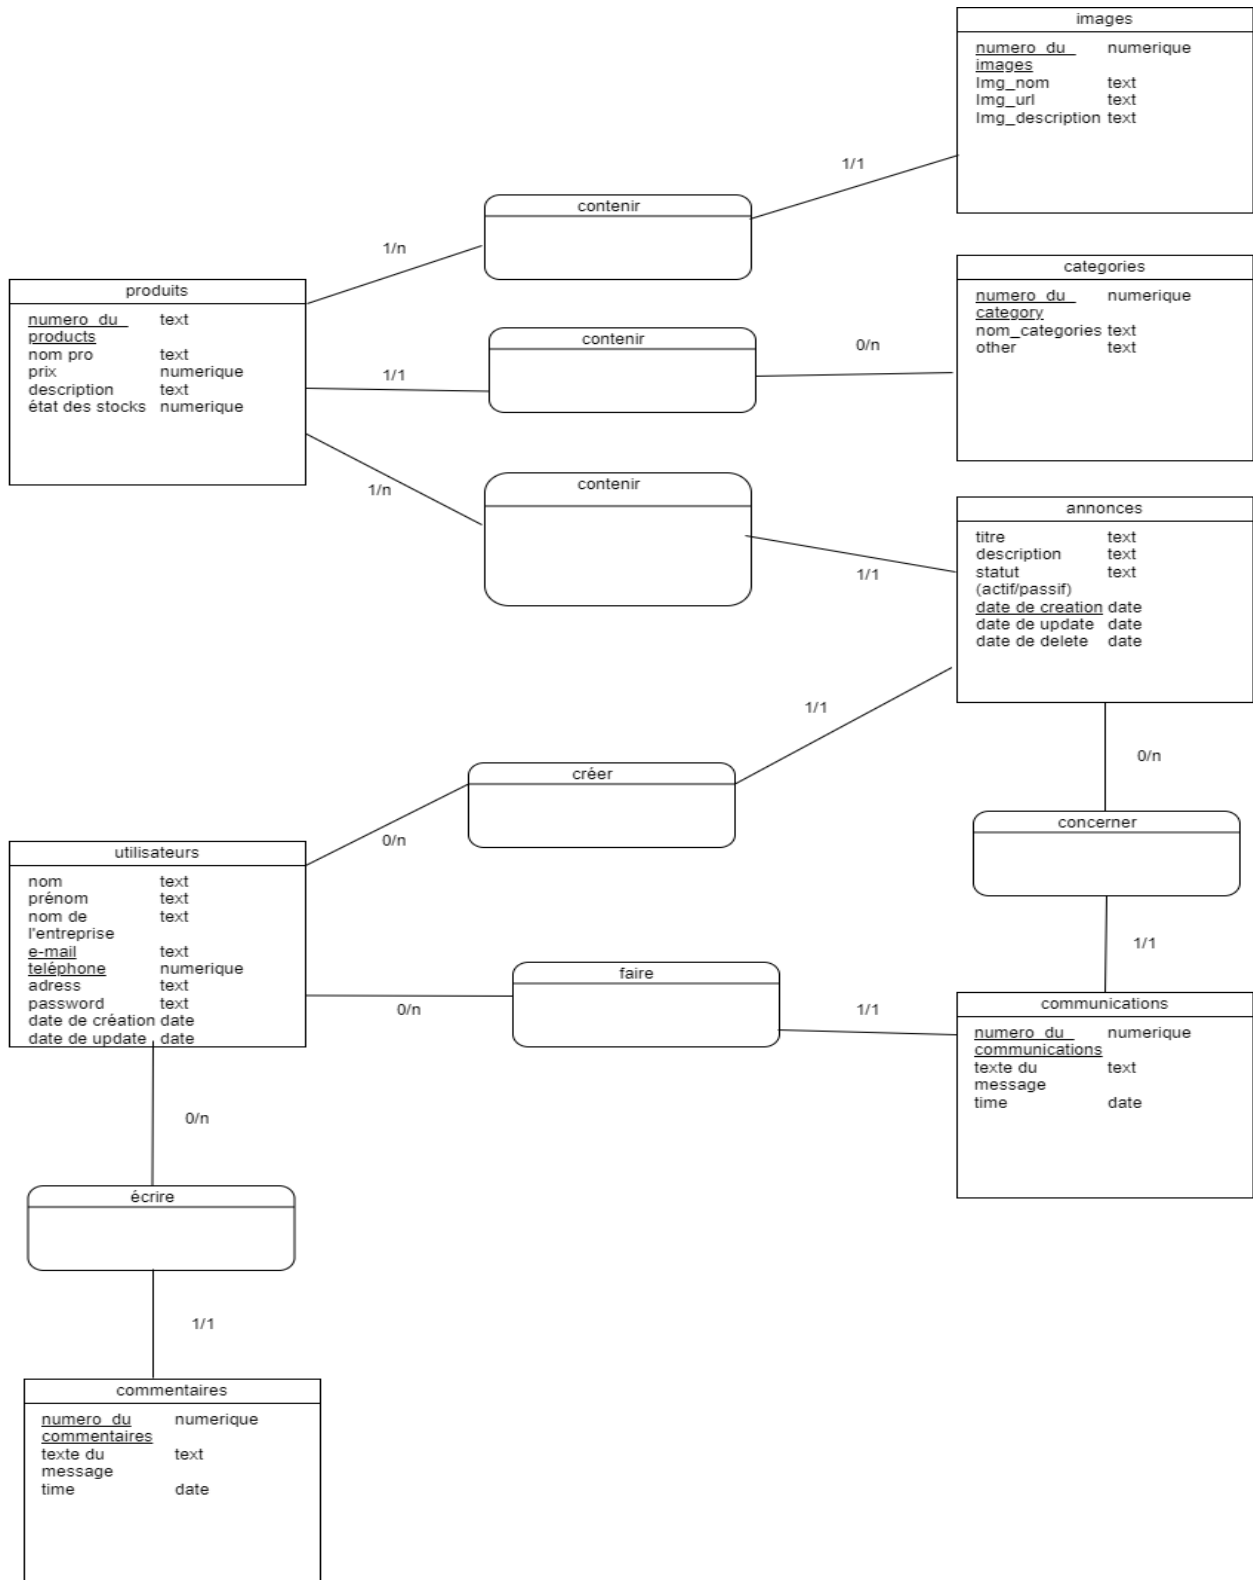 images
numero_du_ numerique
images
Img_nom text
Img_url text
Img_description text
1/1
contenir
1/n
produits
numero_du_ text
products
nom pro text
prix numerique
description text
état des stocks numerique
categories
numero_du_ numerique
category
nom_categories text
other text
contenir
0/n
1/1
contenir
1/n
annonces
titre text
description text
statut text
(actif/passif)
date de creation date
date de update date
date de delete date
1/1
1/1
créer
0/n
0/n
concerner
utilisateurs
nom text
prénom text
nom de text
l'entreprise
e-mail text
teléphone numerique
adress text
password text
date de création date
date de update date
1/1
faire
0/n
1/1
communications
numero_du_ numerique
communications
texte du text
message
time date
0/n
écrire
1/1
commentaires
numero_du numerique
commentaires
texte du text
message
time date